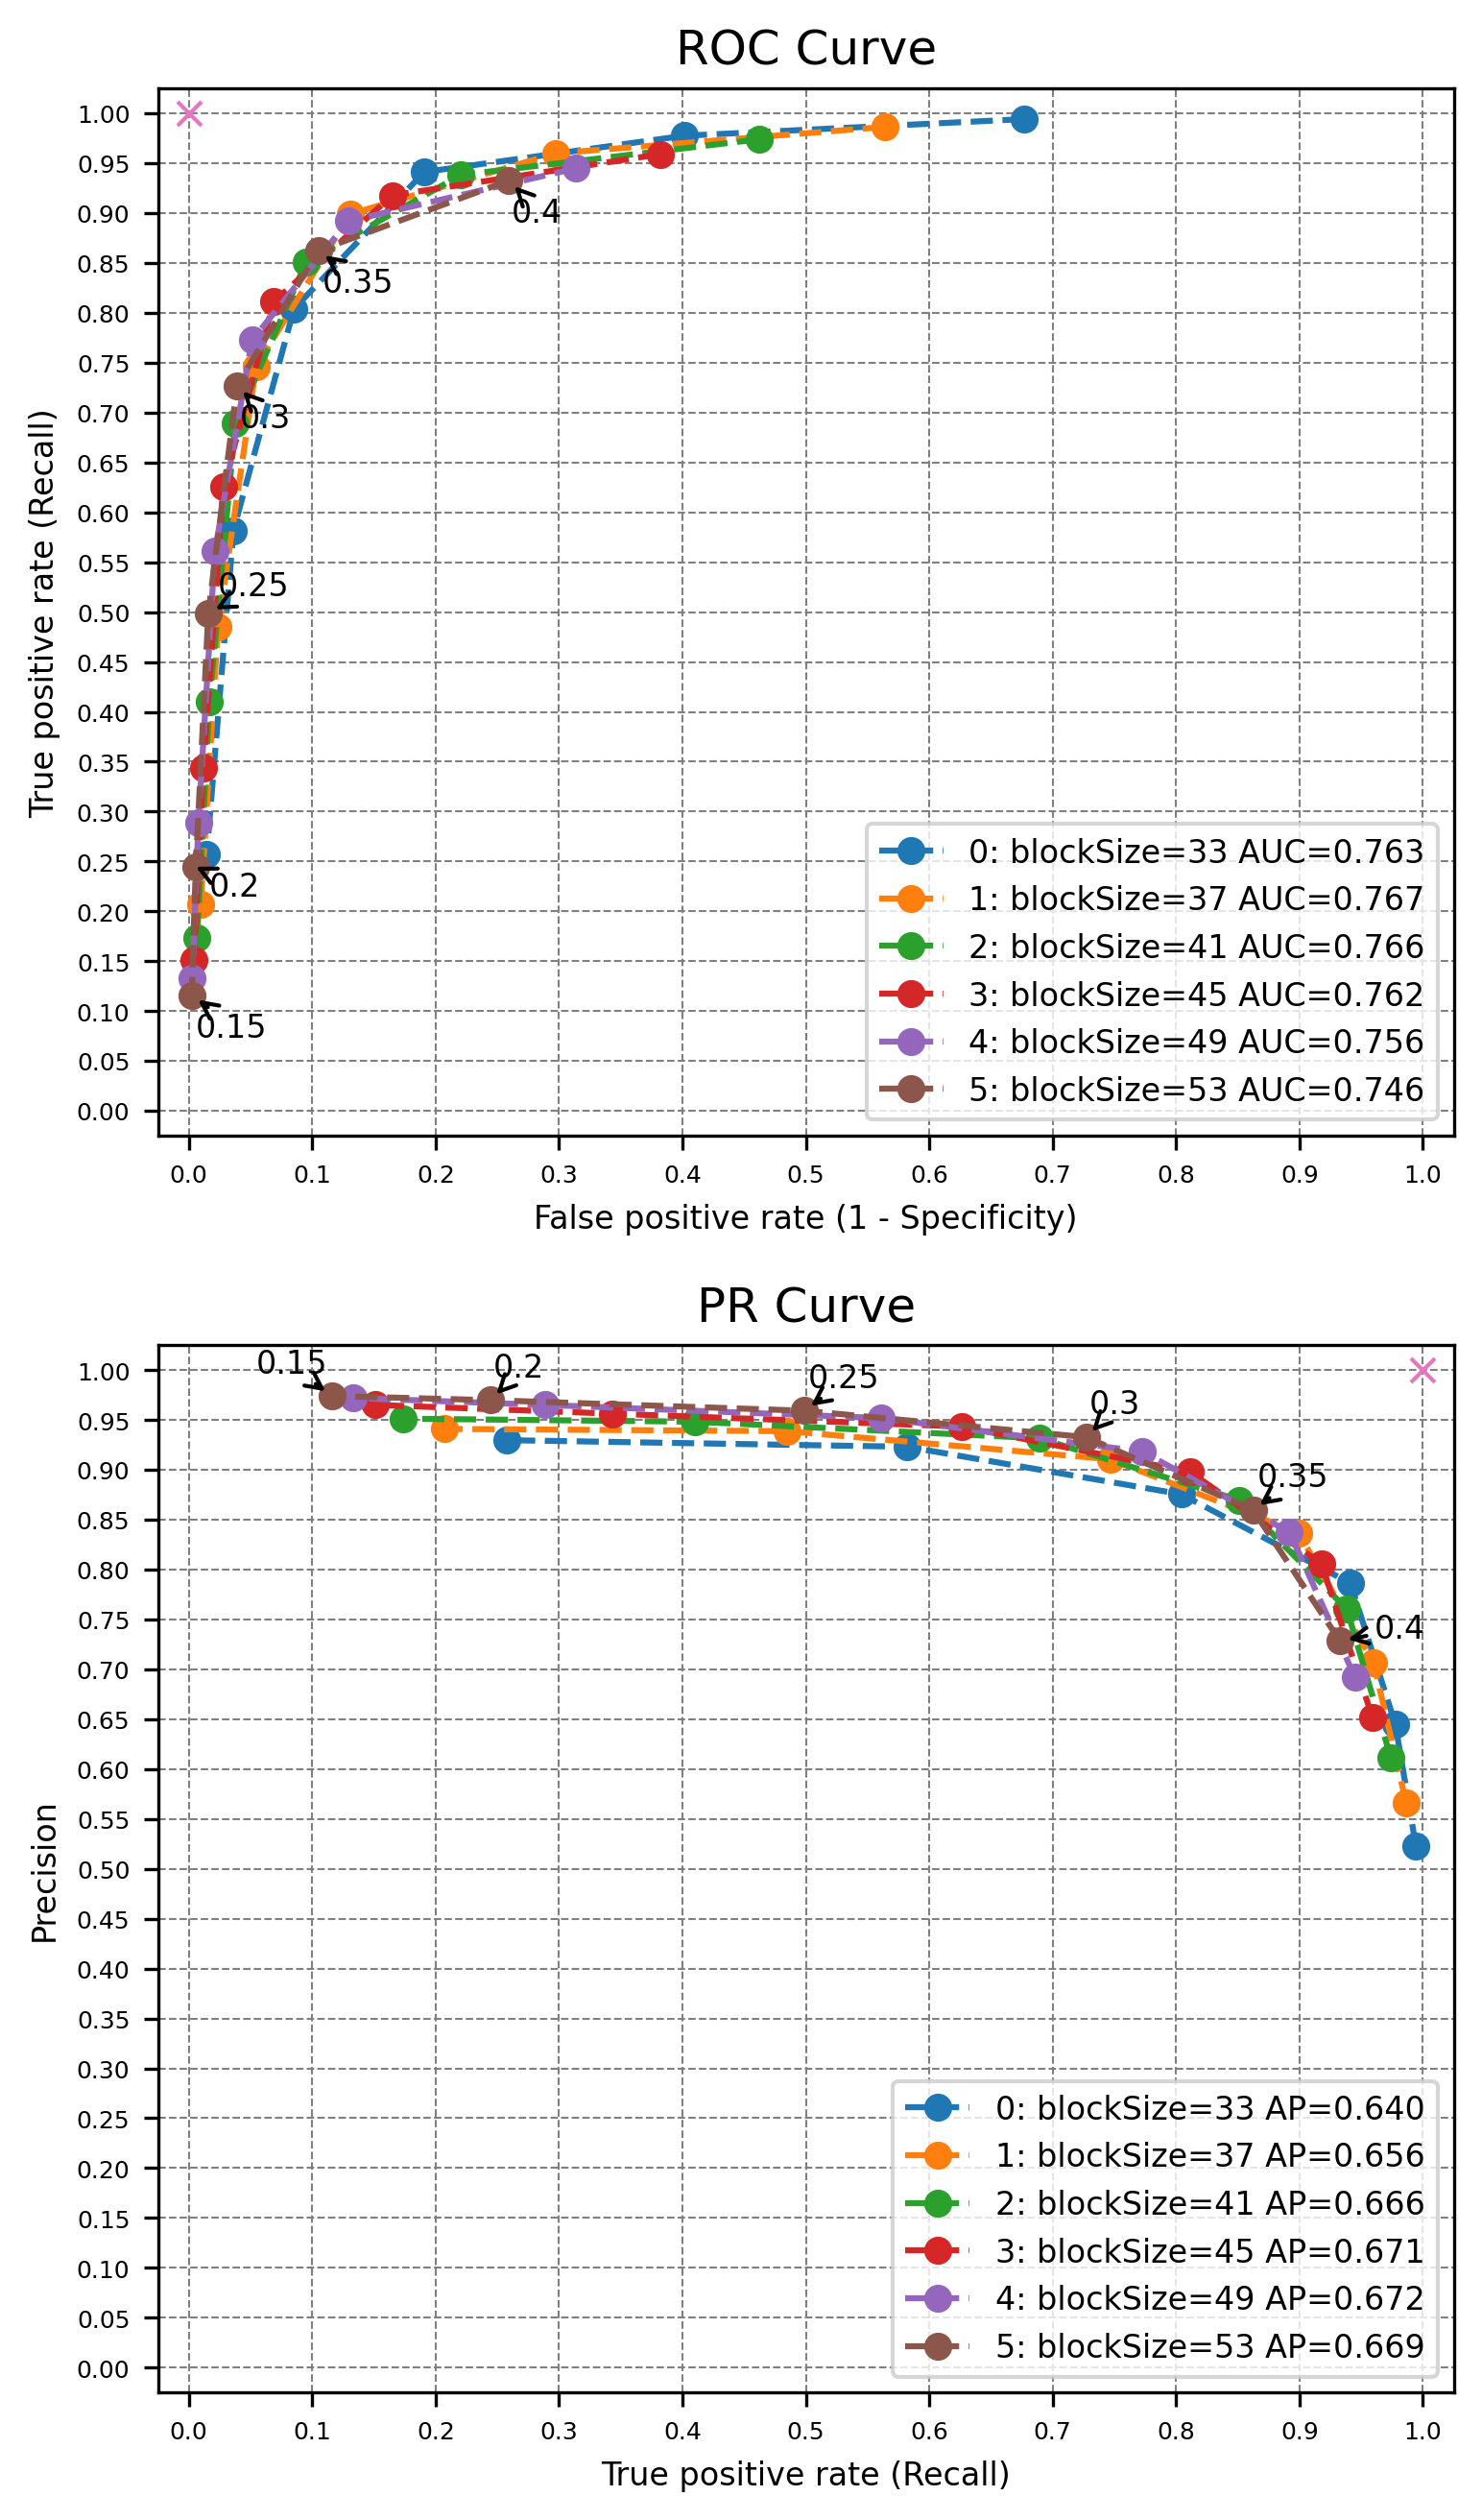 ROC Curve
1.00
0.95
0.90
0.85
0.80
0.75
0.70
0.65
0.60
0.55
0.50
0.45
0.40
0.35
0.30
0.25
0.20
0.15
0.10
0.05
0.00
True positive rate (Recall)
0.4
0.35
0.3
0.25
0.2
0.15
0: blockSize=33 AUC=0.763
1: blockSize=37 AUC=0.767
2: blockSize=41 AUC=0.766
3: blockSize=45 AUC=0.762
4: blockSize=49 AUC=0.756
5: blockSize=53 AUC=0.746
0.0 0.1 0.2 0.3 0.4 0.5 0.6 0.7 0.8 0.9 1.0
False positive rate (1 - Specificity)
PR Curve
1.00
0.95
0.90
0.85
0.80
0.75
0.70
0.65
0.60
0.55
0.50
0.45
0.40
0.35
0.30
0.25
0.20
0.15
0.10
0.05
0.00
Precision
0.15
0.2
0.25
0.3
0.35
0.4
0: blockSize=33 AP=0.640
1: blockSize=37 AP=0.656
2: blockSize=41 AP=0.666
3: blockSize=45 AP=0.671
4: blockSize=49 AP=0.672
5: blockSize=53 AP=0.669
0.0 0.1 0.2 0.3 0.4 0.5 0.6 0.7 0.8 0.9 1.0
True positive rate (Recall)